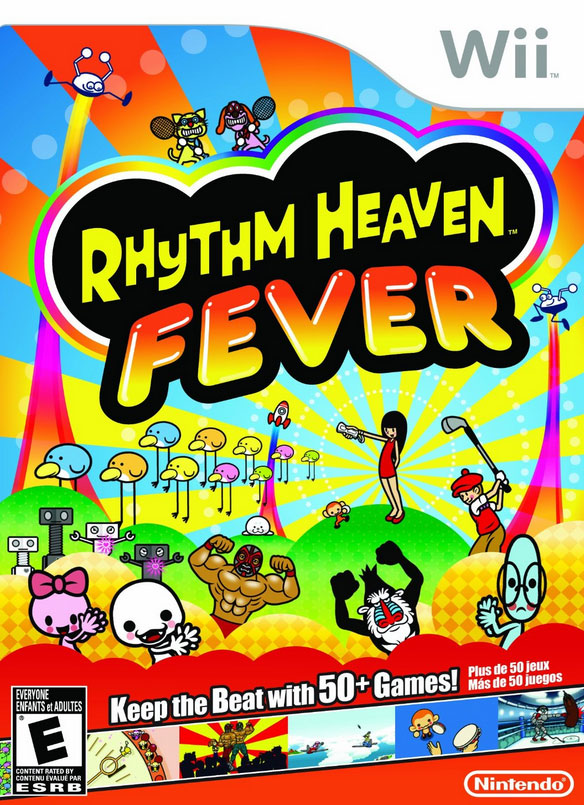 Wii™
RHYTHM HEAVEN™
FEVER
Keep the Beat with 50+ Games!
Plus de 50 jeux
Más de 50 juegos
EVERYONE
ENFANTS et ADULTES
E
CONTENT RATED BY
CONTENU ÉVALUÉ PAR
ESRB
Nintendo